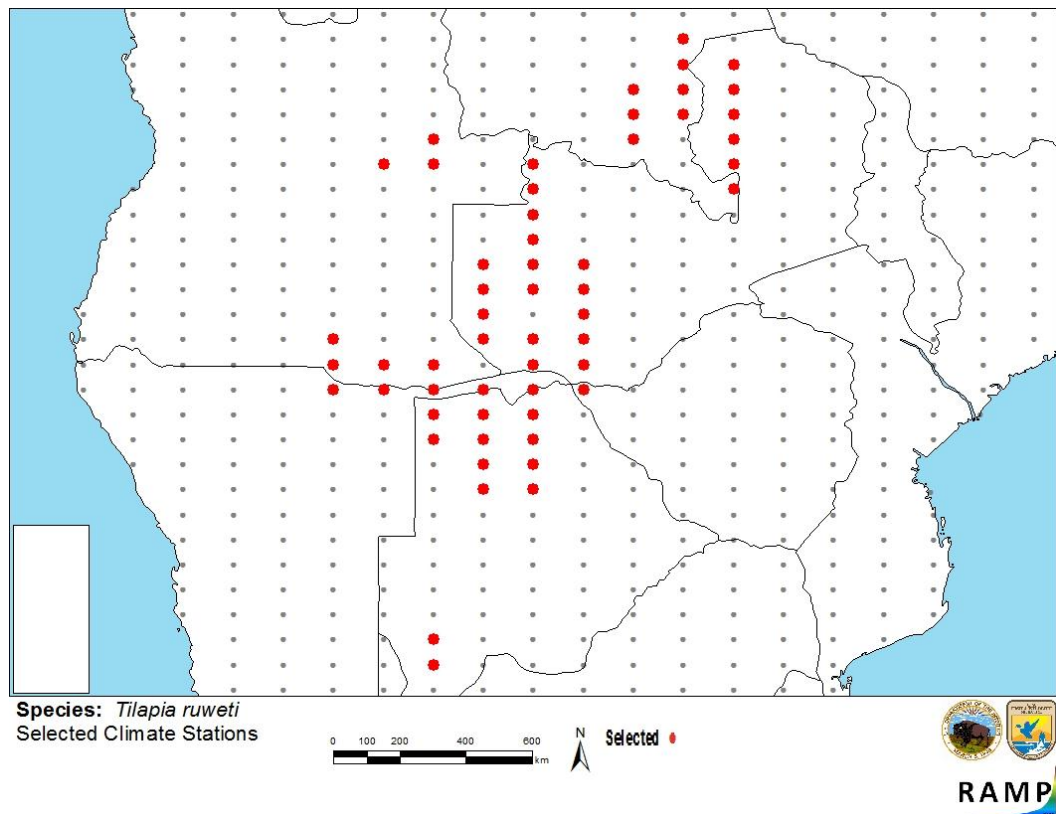 Species: Tilapia ruweti
Selected Climate Stations
0 100 200 400 600
km
N
Selected
RAMP